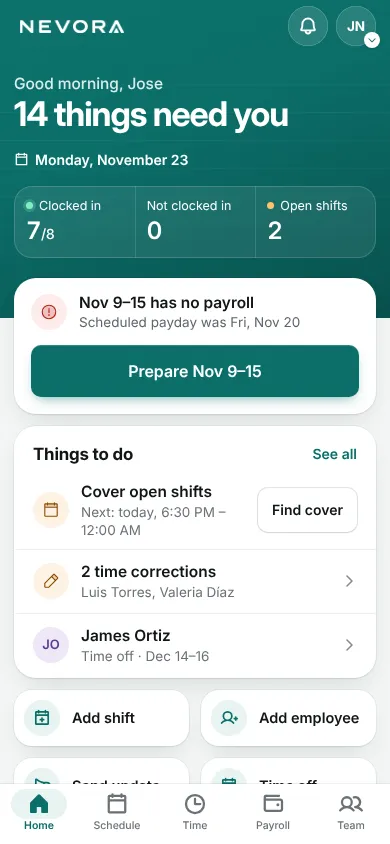 NEVORA
JN
Good morning, Jose
14 things need you
Monday, November 23
Clocked in
7/8
Not clocked in
0
Open shifts
2
Nov 9–15 has no payroll
Scheduled payday was Fri, Nov 20
Prepare Nov 9–15
Things to do
See all
Cover open shifts
Next: today, 6:30 PM –
12:00 AM
Find cover
2 time corrections
Luis Torres, Valeria Díaz
JO
James Ortiz
Time off · Dec 14–16
Add shift
Add employee
Send update
Time off
Home
Schedule
Time
Payroll
Team